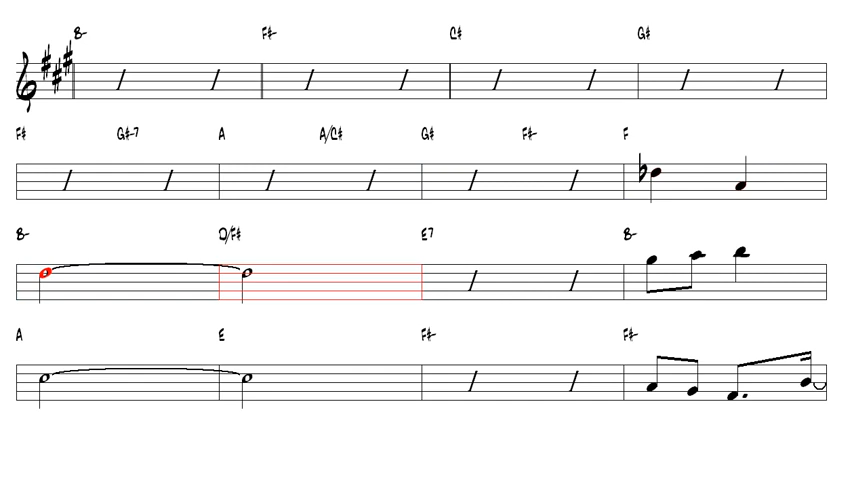 B- F#- C# G#
F# G#-7 A A/C# G# F#- F
B- D/F# E7 B-
A E F#- F#-